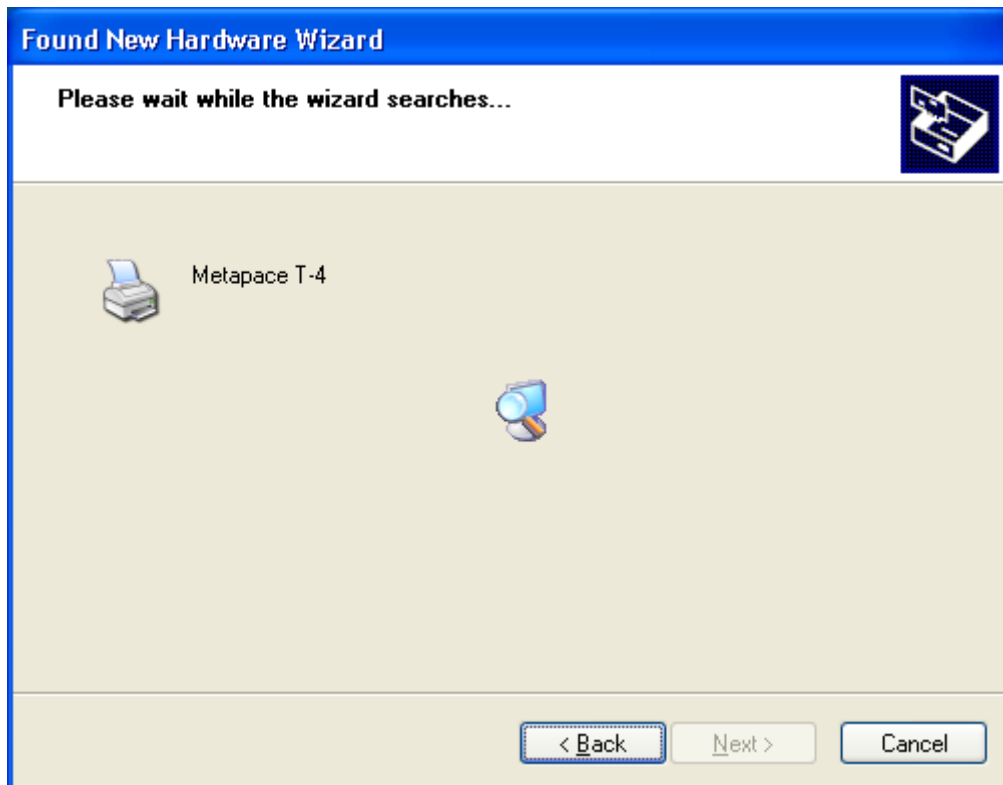 Found New Hardware Wizard
Please wait while the wizard searches...
Metapace T-4
< Back
Next >
Cancel